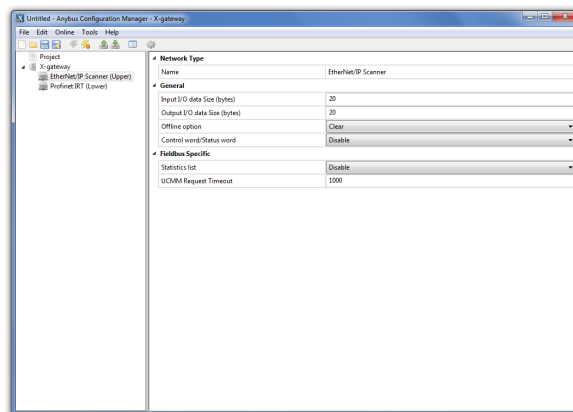 Untitled - Anybus Configuration Manager - X-gateway
File Edit Online Tools Help
Project
X-gateway
EtherNet/IP Scanner (Upper)
Profinet IRT (Lower)
Network Type
Name EtherNet/IP Scanner
General
Input I/O data Size (bytes) 20
Output I/O data Size (bytes) 20
Offline option Clear
Control word/Status word Disable
Fieldbus Specific
Statistics list Disable
UCMM Request Timeout 1000